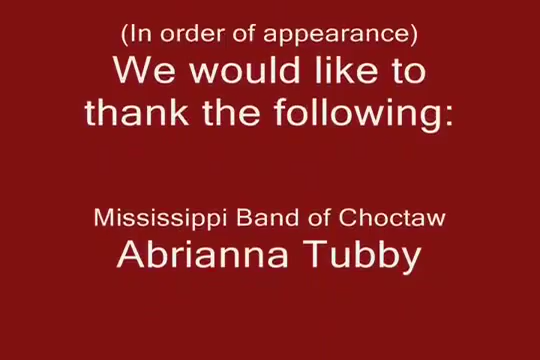 (In order of appearance)
We would like to
thank the following:
Mississippi Band of Choctaw
Abrianna Tubby